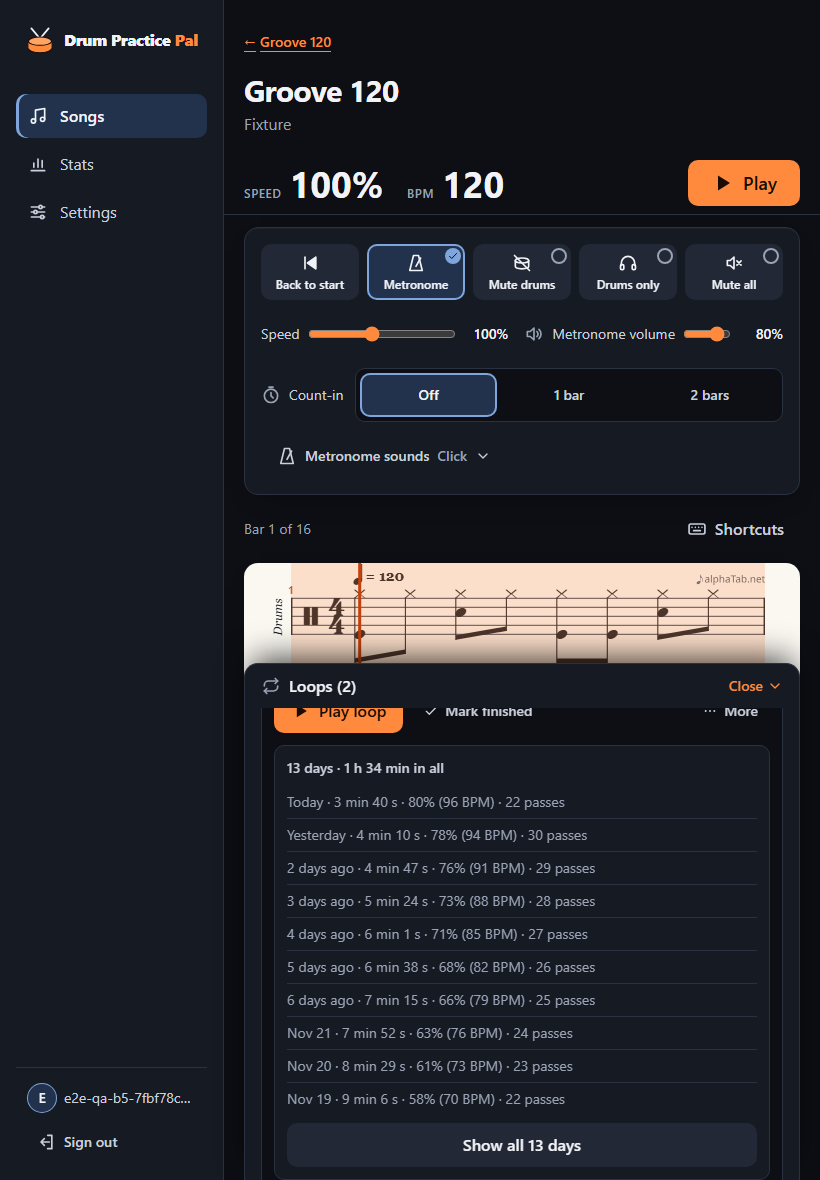 Drum Practice Pal
Songs
Stats
Settings
E e2e-qa-b5-7fbf78c...
Sign out
← Groove 120
Groove 120
Fixture
SPEED 100% BPM 120
Play
Back to start
Metronome
Mute drums
Drums only
Mute all
Speed 100% Metronome volume 80%
Count-in Off 1 bar 2 bars
Metronome sounds Click
Bar 1 of 16 Shortcuts
= 120
alphaTab.net
1
Drums
4
4
Loops (2) Close
Play loop Mark finished ··· More
13 days · 1 h 34 min in all
Today · 3 min 40 s · 80% (96 BPM) · 22 passes
Yesterday · 4 min 10 s · 78% (94 BPM) · 30 passes
2 days ago · 4 min 47 s · 76% (91 BPM) · 29 passes
3 days ago · 5 min 24 s · 73% (88 BPM) · 28 passes
4 days ago · 6 min 1 s · 71% (85 BPM) · 27 passes
5 days ago · 6 min 38 s · 68% (82 BPM) · 26 passes
6 days ago · 7 min 15 s · 66% (79 BPM) · 25 passes
Nov 21 · 7 min 52 s · 63% (76 BPM) · 24 passes
Nov 20 · 8 min 29 s · 61% (73 BPM) · 23 passes
Nov 19 · 9 min 6 s · 58% (70 BPM) · 22 passes
Show all 13 days